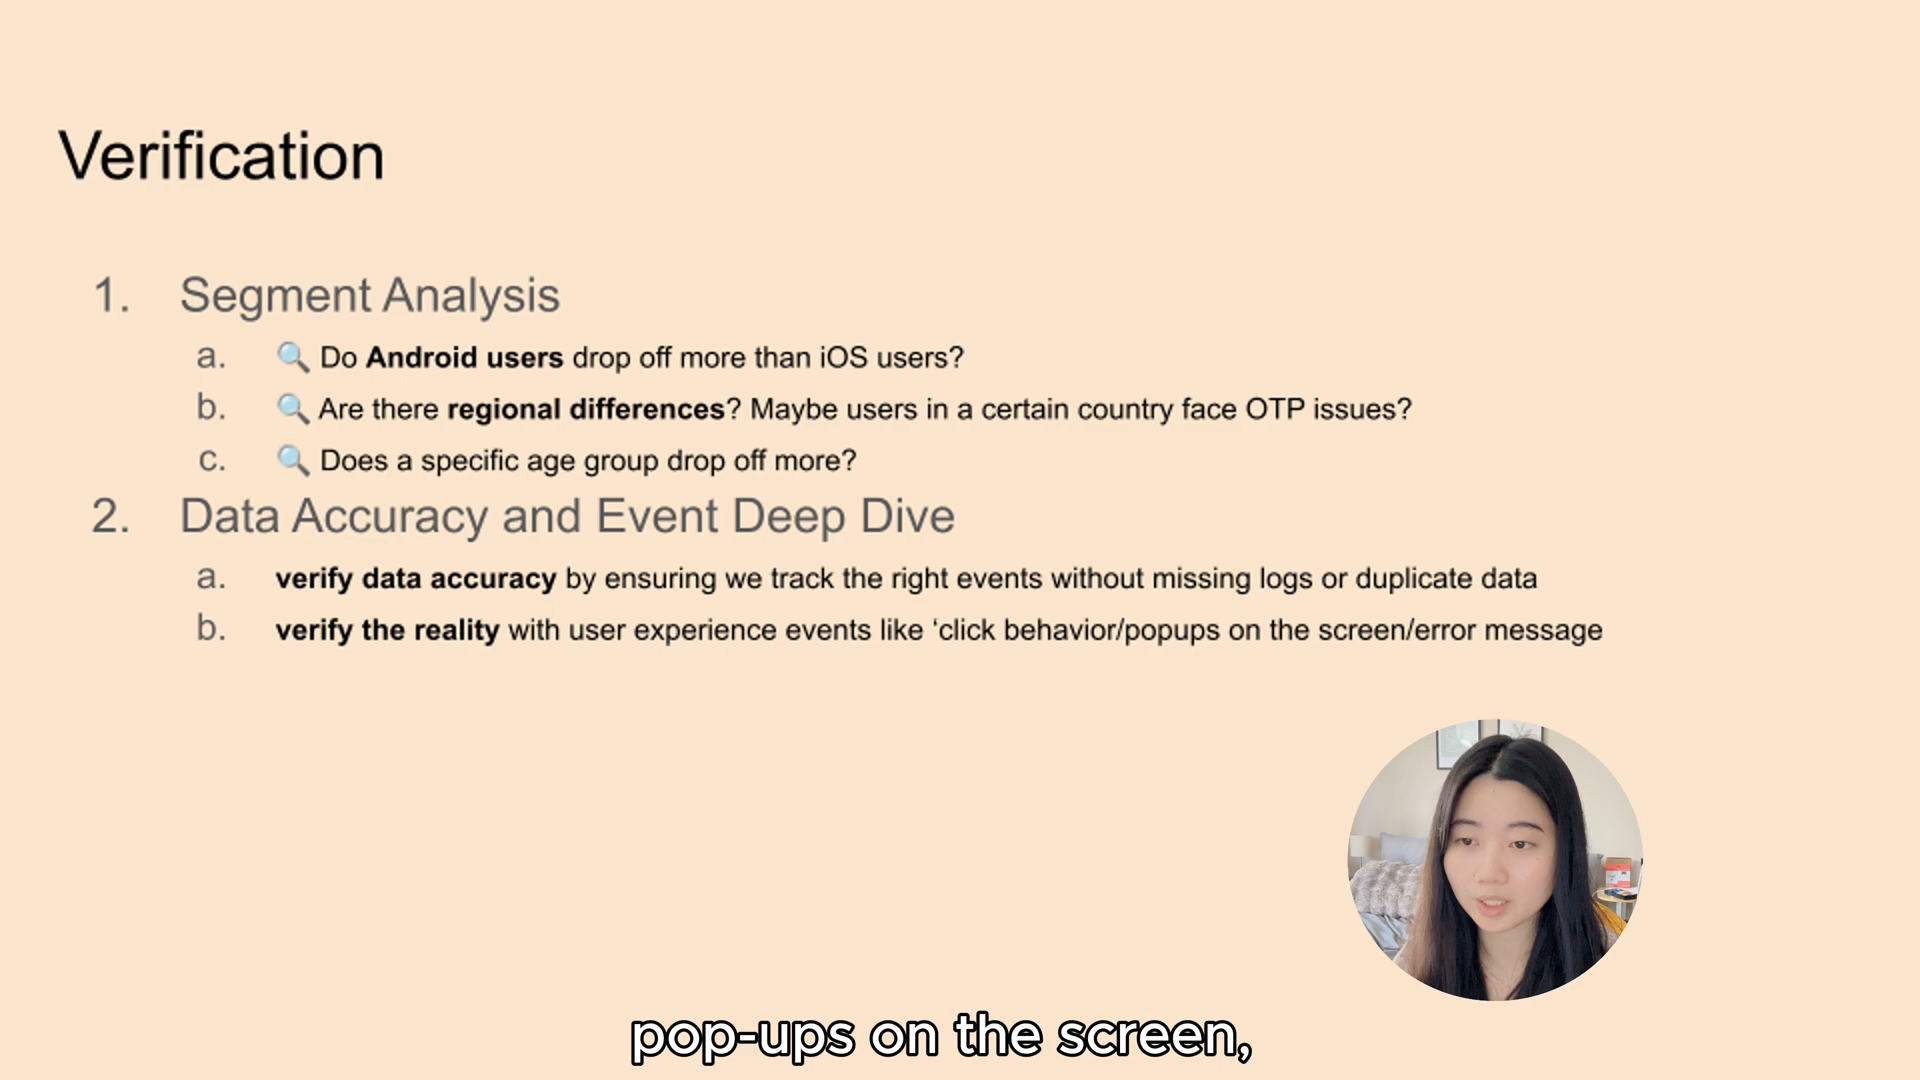 Verification
1. Segment Analysis
a. 🔍 Do Android users drop off more than iOS users?
b. 🔍 Are there regional differences? Maybe users in a certain country face OTP issues?
c. 🔍 Does a specific age group drop off more?
2. Data Accuracy and Event Deep Dive
a. verify data accuracy by ensuring we track the right events without missing logs or duplicate data
b. verify the reality with user experience events like ‘click behavior/popups on the screen/error message
pop-ups on the screen,